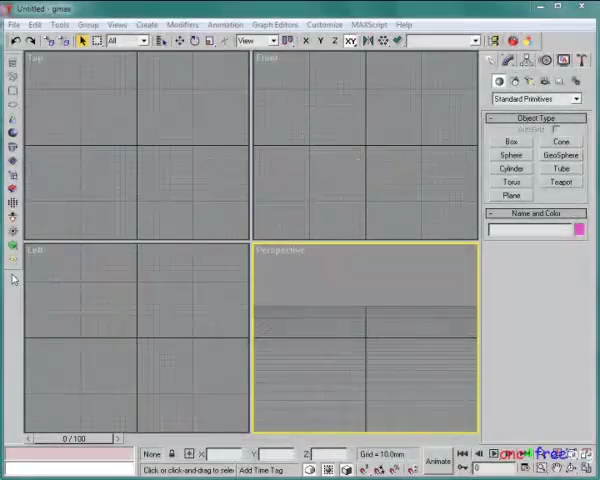 Untitled - gmax
File Edit Tools Group Views Create Modifiers Animation Graph Editors Customize MAXScript Help
All View X Y Z XY
Top
Front
Left
Perspective
Standard Primitives
Object Type
AutoGrid
Box Cone
Sphere GeoSphere
Cylinder Tube
Torus Teapot
Plane
Name and Color
0 / 100
None X: Y: Z: Grid = 10.0mm
Click or click-and-drag to sele Add Time Tag
Animate
0